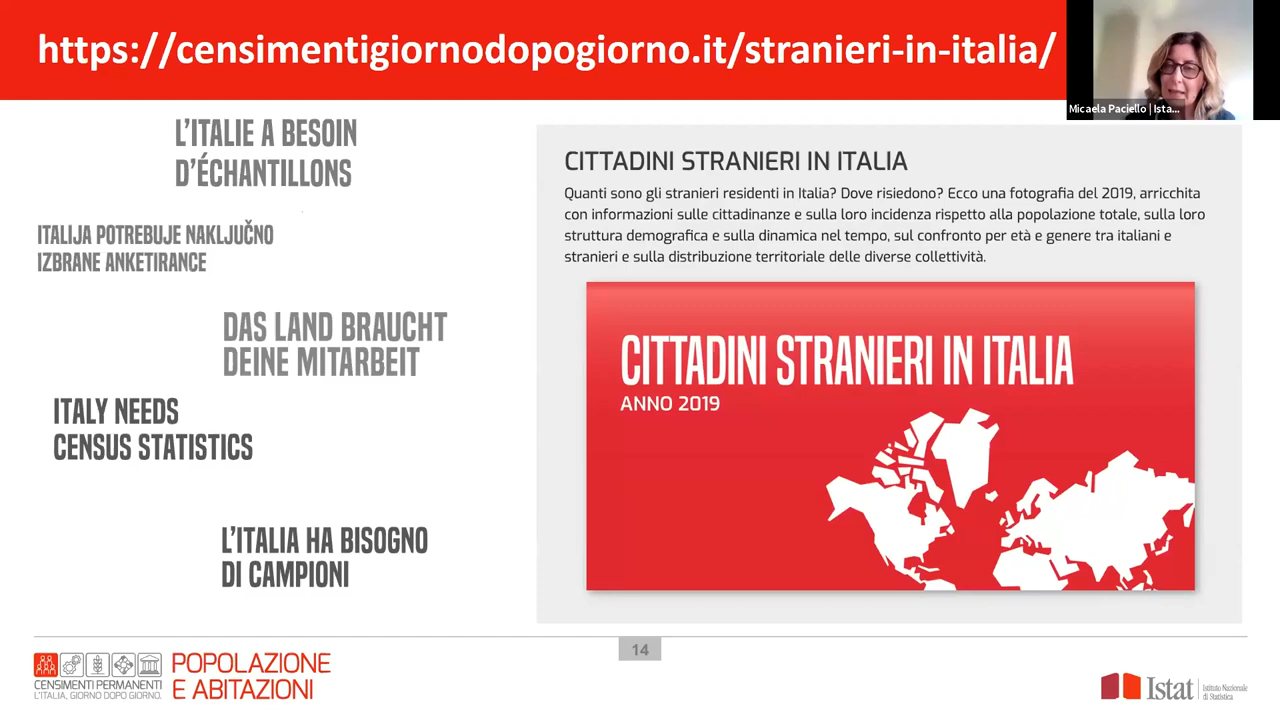 https://censimentigiornodopogiorno.it/stranieri-in-italia/
Micaela Paciello | Ista...
L'ITALIE A BESOIN
D'ÉCHANTILLONS
ITALIJA POTREBUJE NAKLJUČNO
IZBRANE ANKETIRANCE
DAS LAND BRAUCHT
DEINE MITARBEIT
ITALY NEEDS
CENSUS STATISTICS
L'ITALIA HA BISOGNO
DI CAMPIONI
CITTADINI STRANIERI IN ITALIA
Quanti sono gli stranieri residenti in Italia? Dove risiedono? Ecco una fotografia del 2019, arricchita
con informazioni sulle cittadinanze e sulla loro incidenza rispetto alla popolazione totale, sulla loro
struttura demografica e sulla dinamica nel tempo, sul confronto per età e genere tra italiani e
stranieri e sulla distribuzione territoriale delle diverse collettività.
CITTADINI STRANIERI IN ITALIA
ANNO 2019
14
CENSIMENTI PERMANENTI
L'ITALIA, GIORNO DOPO GIORNO.
POPOLAZIONE
E ABITAZIONI
Istat
Istituto Nazionale
di Statistica